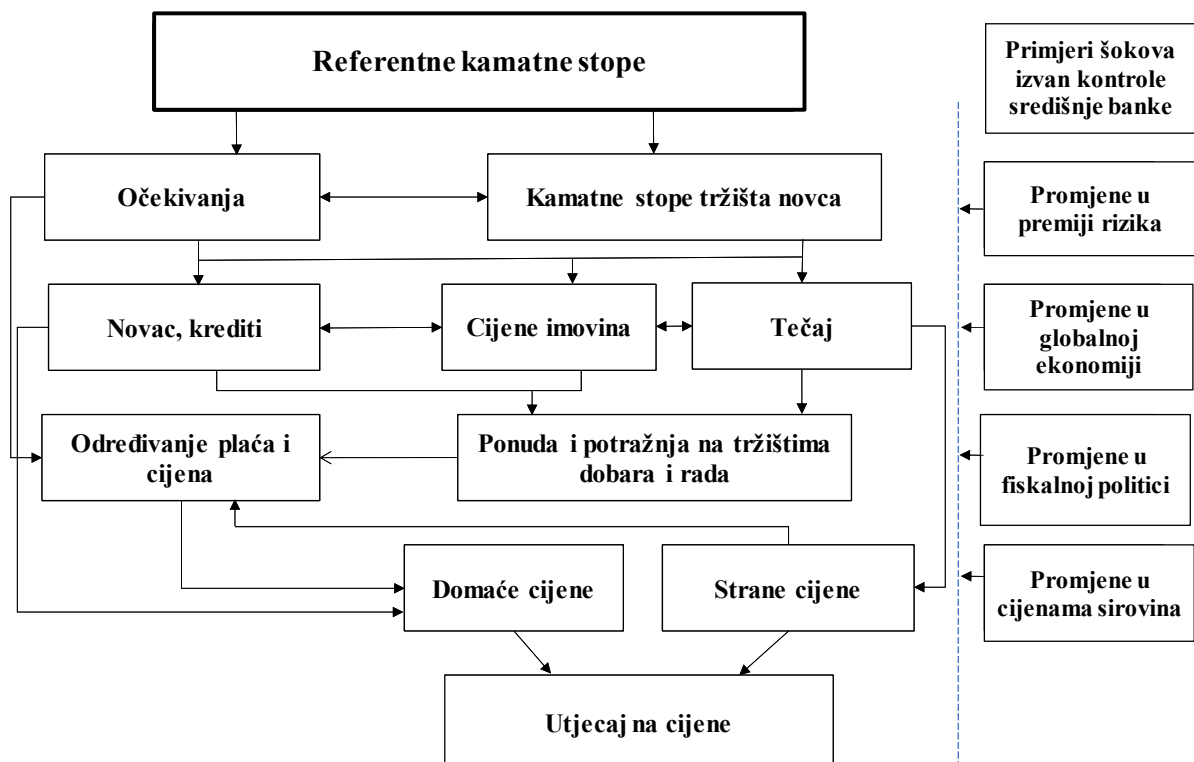 Referentne kamatne stope
Primjeri šokova
izvan kontrole
središnje banke
Očekivanja
Kamatne stope tržišta novca
Promjene u
premiji rizika
Novac, krediti
Cijene imovina
Tečaj
Promjene u
globalnoj
ekonomiji
Određivanje plaća i
cijena
Ponuda i potražnja na tržištima
dobara i rada
Promjene u
fiskalnoj politici
Domaće cijene
Strane cijene
Promjene u
cijenama sirovina
Utjecaj na cijene